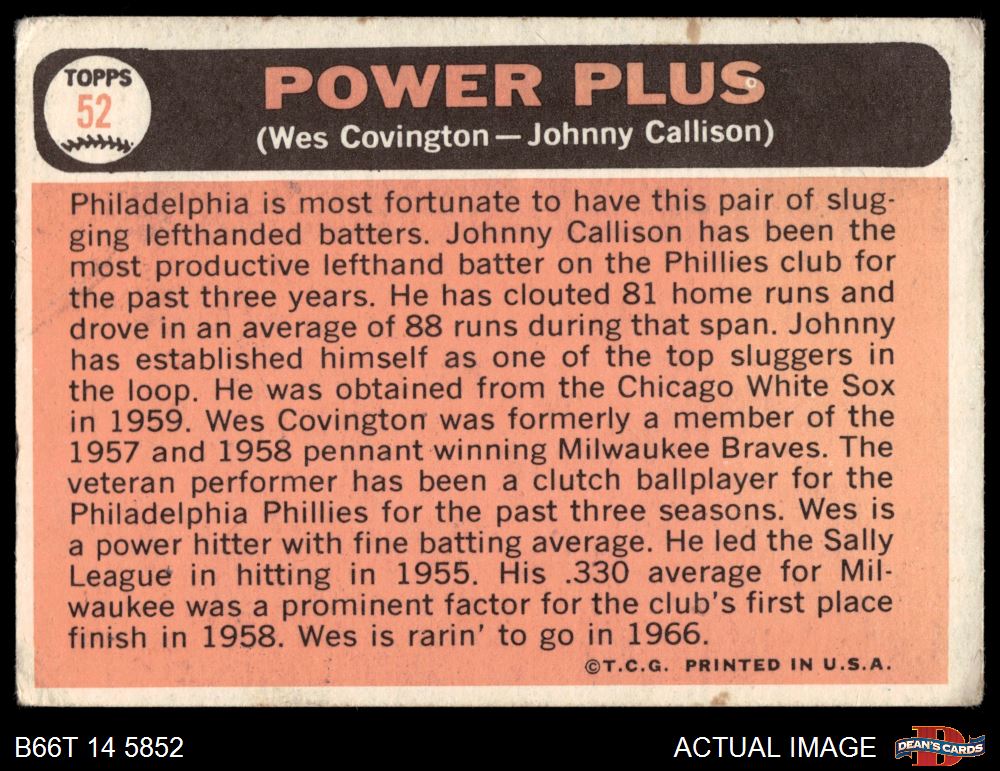 TOPPS
52
POWER PLUS
(Wes Covington—Johnny Callison)
Philadelphia is most fortunate to have this pair of slug-
ging lefthanded batters. Johnny Callison has been the
most productive lefthand batter on the Phillies club for
the past three years. He has clouted 81 home runs and
drove in an average of 88 runs during that span. Johnny
has established himself as one of the top sluggers in
the loop. He was obtained from the Chicago White Sox
in 1959. Wes Covington was formerly a member of the
1957 and 1958 pennant winning Milwaukee Braves. The
veteran performer has been a clutch ballplayer for the
Philadelphia Phillies for the past three seasons. Wes is
a power hitter with fine batting average. He led the Sally
League in hitting in 1955. His .330 average for Mil-
waukee was a prominent factor for the club's first place
finish in 1958. Wes is rarin' to go in 1966.
©T.C.G. PRINTED IN U.S.A.
B66T 14 5852
ACTUAL IMAGE
D
DEAN'S CARDS